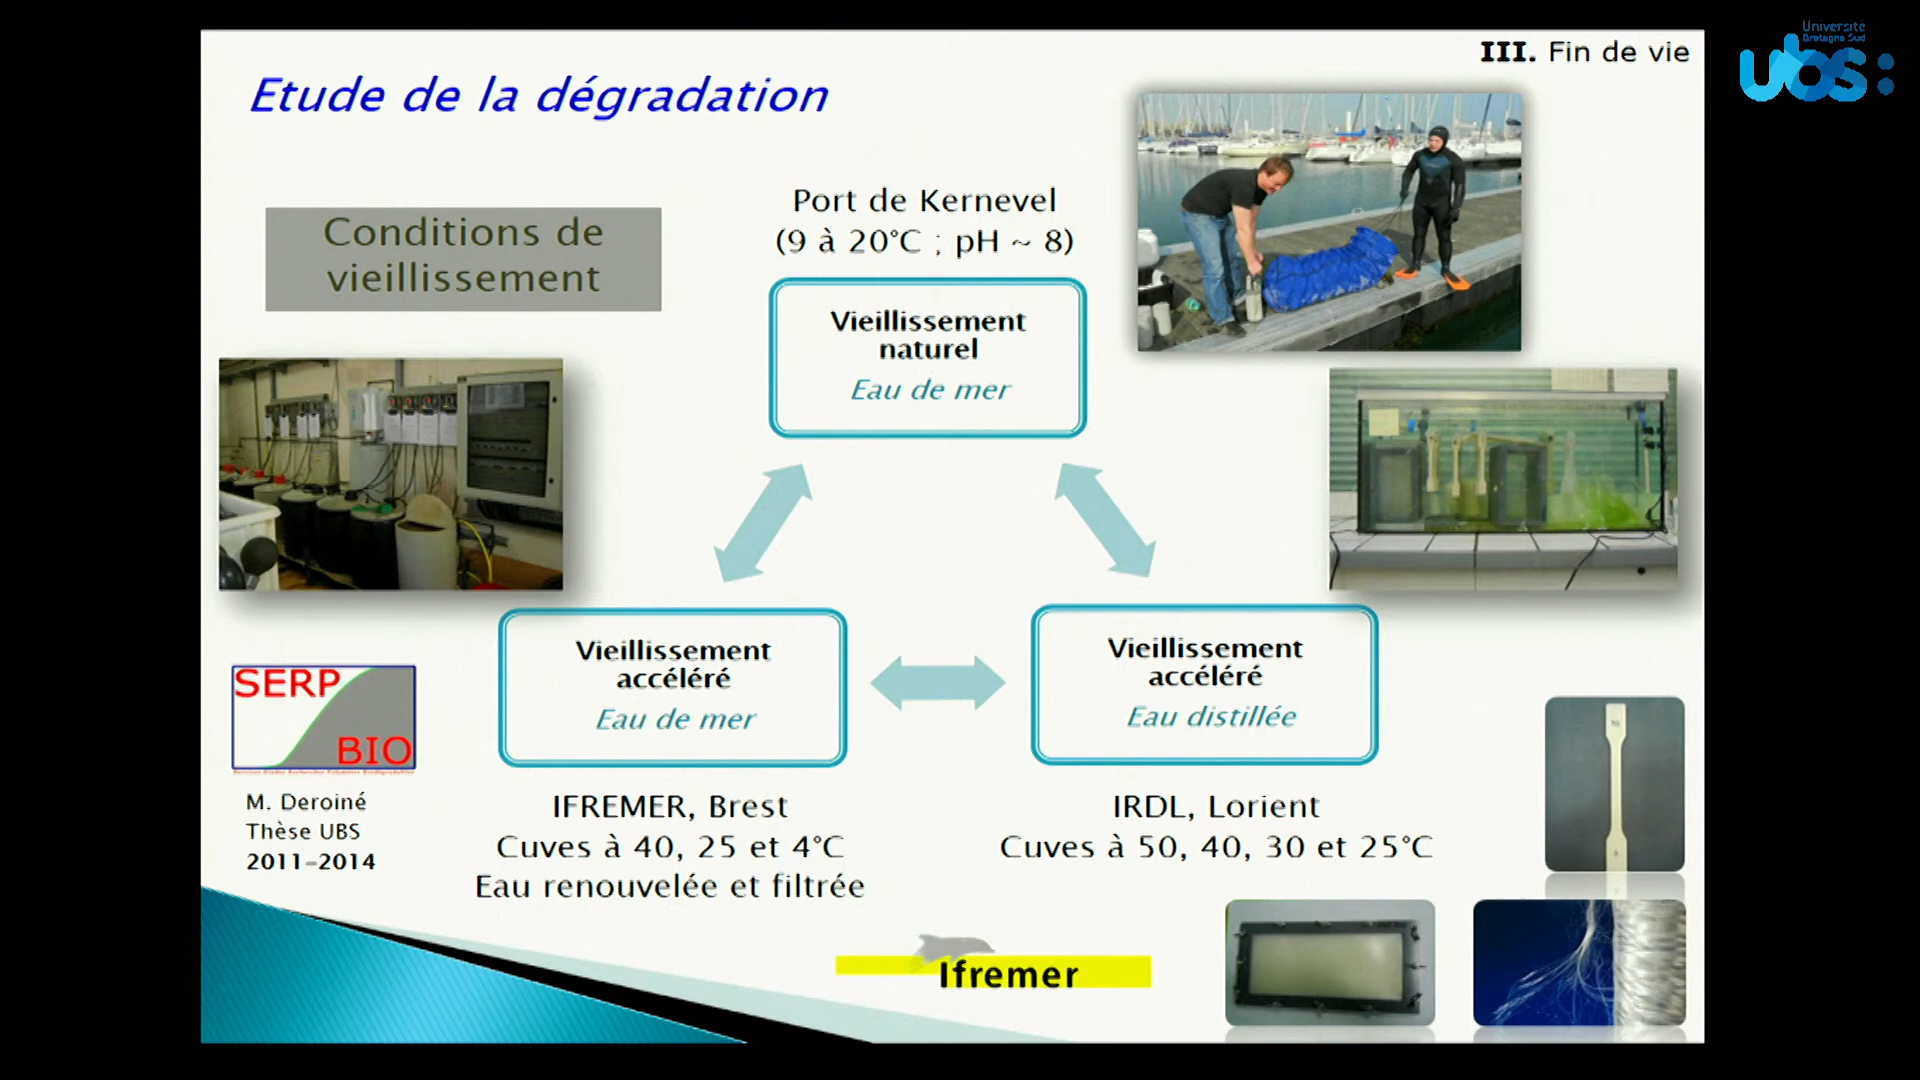 Université
Bretagne Sud
ubs:
III. Fin de vie
Etude de la dégradation
Conditions de
vieillissement
Port de Kernevel
(9 à 20°C ; pH ~ 8)
Vieillissement
naturel
Eau de mer
Vieillissement
accéléré
Eau de mer
Vieillissement
accéléré
Eau distillée
SERP
BIO
M. Deroiné
Thèse UBS
2011-2014
IFREMER, Brest
Cuves à 40, 25 et 4°C
Eau renouvelée et filtrée
IRDL, Lorient
Cuves à 50, 40, 30 et 25°C
Ifremer